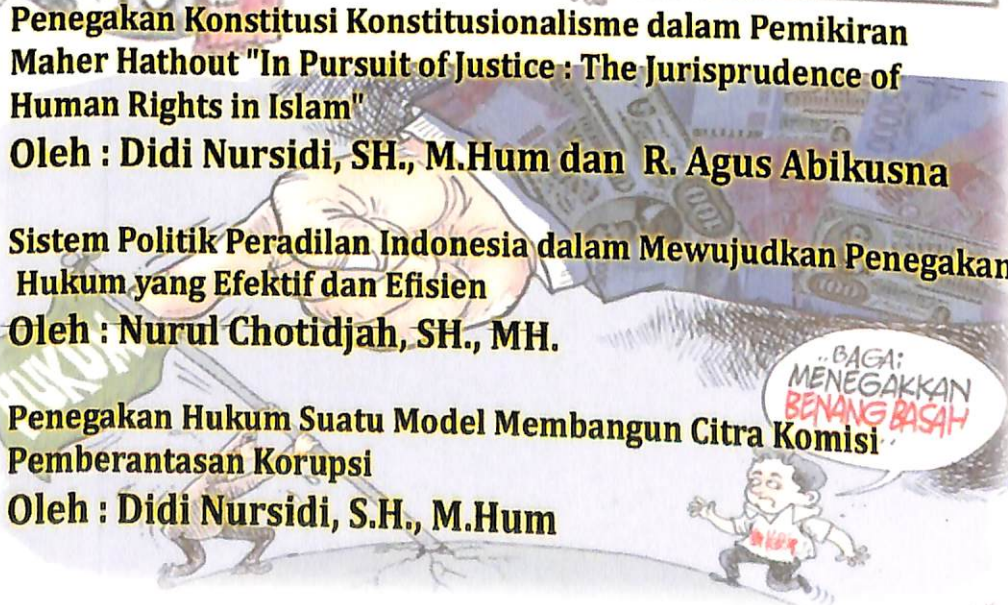 Penegakan Konstitusi Konstitusionalisme dalam Pemikiran
Maher Hathout "In Pursuit of Justice : The Jurisprudence of
Human Rights in Islam"
Oleh : Didi Nursidi, SH., M.Hum dan R. Agus Abikusna
Sistem Politik Peradilan Indonesia dalam Mewujudkan Penegakan
Hukum yang Efektif dan Efisien
Oleh : Nurul Chotidjah, SH., MH.
HUKUM
..BAGAI
MENEGAKKAN
BENANG BASAH
Penegakan Hukum Suatu Model Membangun Citra Komisi
Pemberantasan Korupsi
Oleh : Didi Nursidi, S.H., M.Hum
100
100